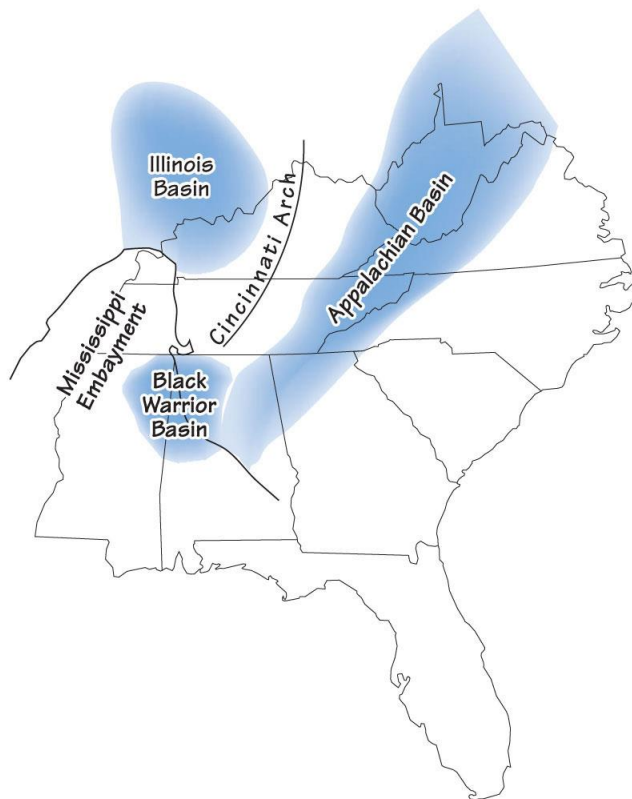 Illinois
Basin
Cincinnati Arch
Appalachian Basin
Mississippi
Embayment
Black
Warrior
Basin